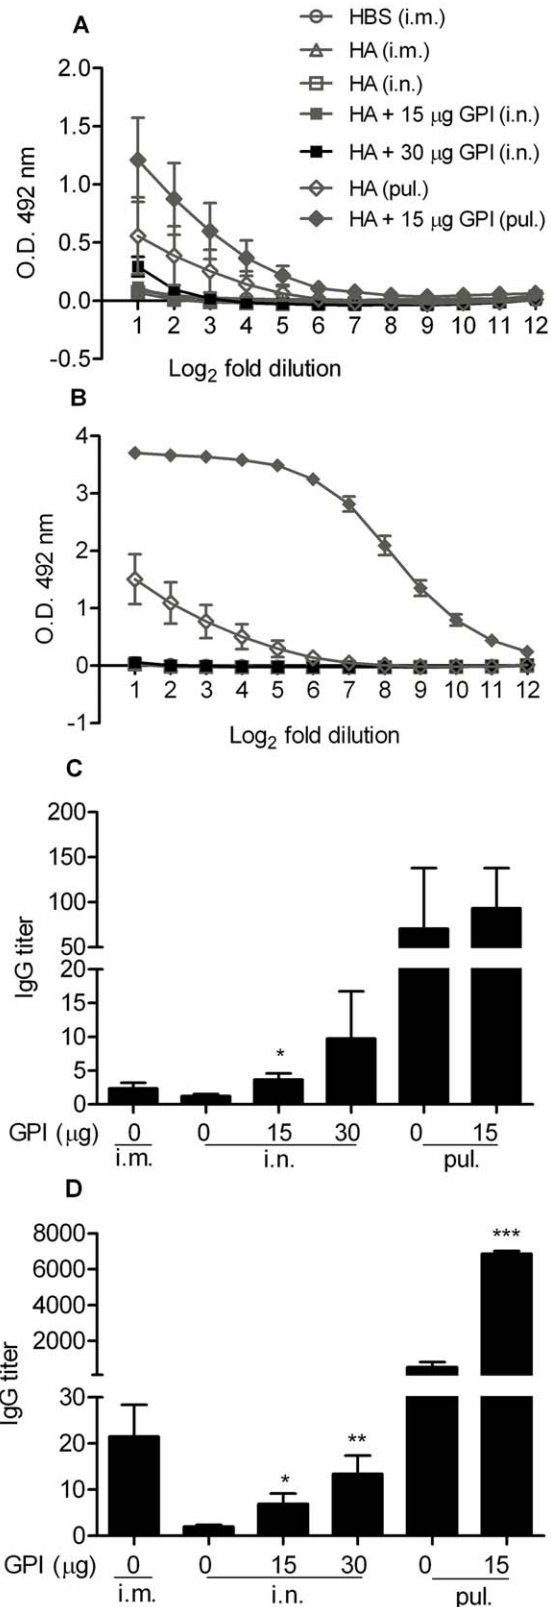 A
HBS (i.m.)
HA (i.m.)
HA (i.n.)
HA + 15 μg GPI (i.n.)
HA + 30 μg GPI (i.n.)
HA (pul.)
HA + 15 μg GPI (pul.)
2.0
1.5
1.0
0.5
0.0
-0.5
O.D. 492 nm
1 2 3 4 5 6 7 8 9 10 11 12
Log2 fold dilution
B
4
3
2
1
0
-1
O.D. 492 nm
1 2 3 4 5 6 7 8 9 10 11 12
Log2 fold dilution
C
200
150
100
50
20
15
10
5
0
IgG titer
*
GPI (μg) 0 0 15 30 0 15
i.m. i.n. pul.
D
8000
6000
4000
2000
30
20
10
0
IgG titer
* ** ***
GPI (μg) 0 0 15 30 0 15
i.m. i.n. pul.